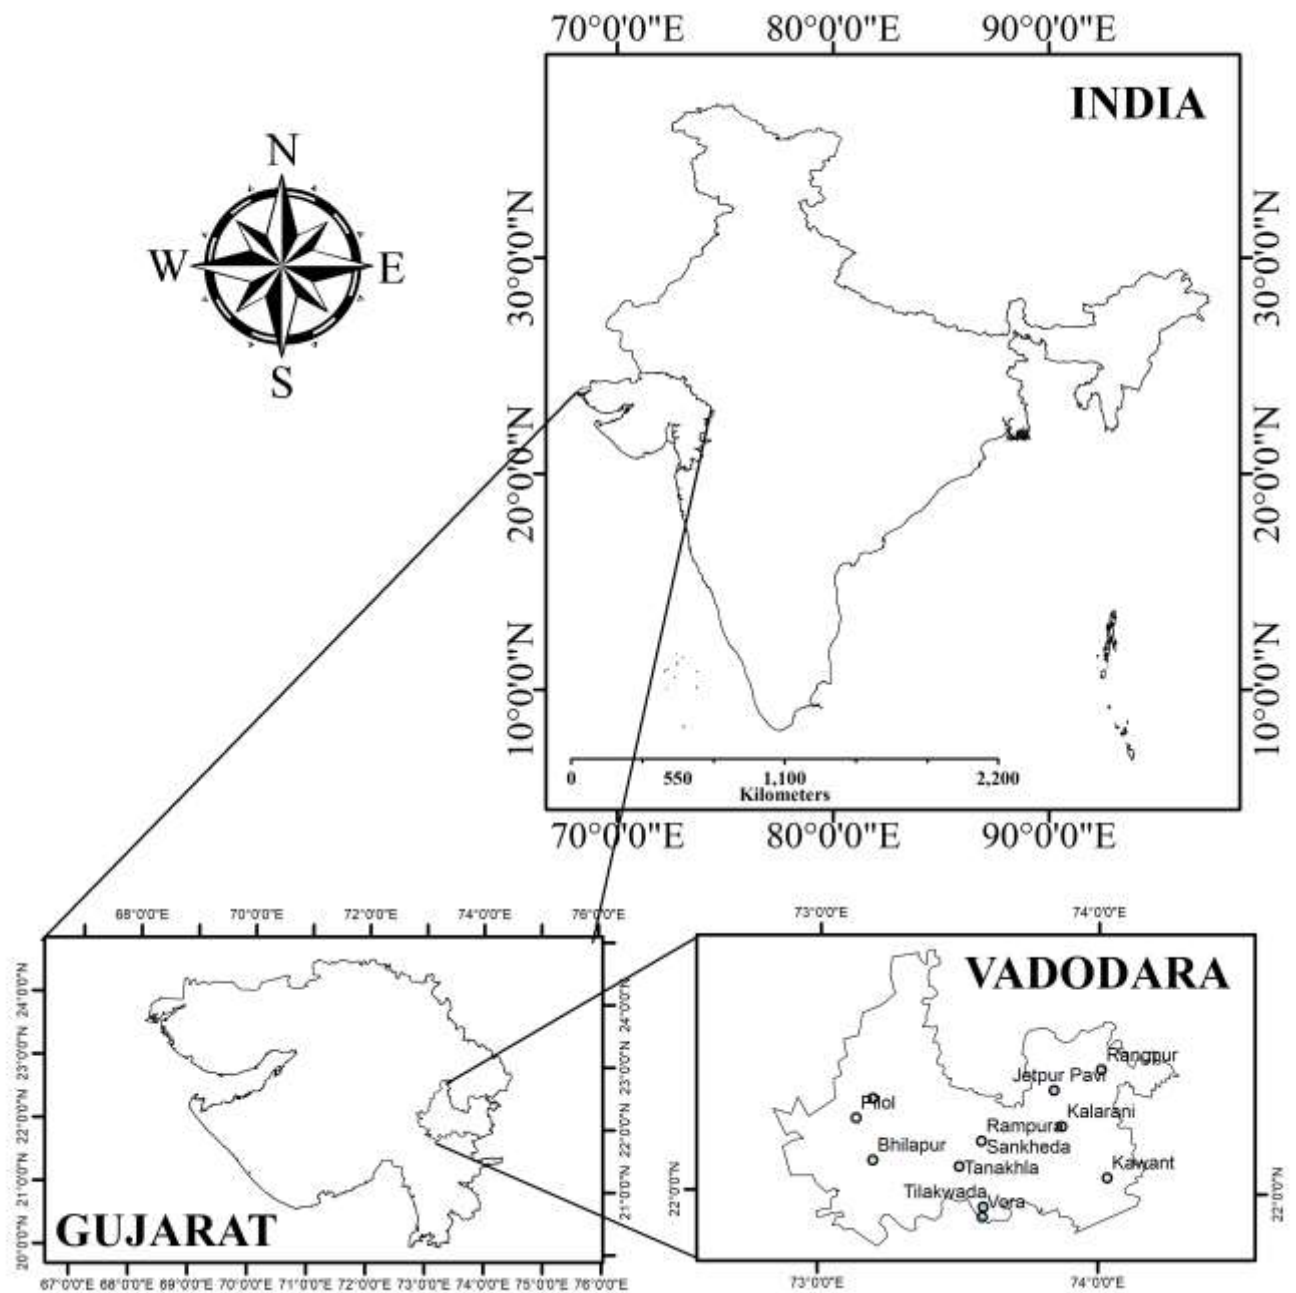 70°0'0"E 80°0'0"E 90°0'0"E
INDIA
N
W E
S
30°0'0"N 30°0'0"N
20°0'0"N 20°0'0"N
10°0'0"N 10°0'0"N
0 550 1,100 2,200
Kilometers
70°0'0"E 80°0'0"E 90°0'0"E
68°0'0"E 70°0'0"E 72°0'0"E 74°0'0"E 76°0'0"E
24°0'0"N 24°0'0"N
23°0'0"N 23°0'0"N
22°0'0"N 22°0'0"N
21°0'0"N 21°0'0"N
20°0'0"N
GUJARAT
67°0'0"E 68°0'0"E 69°0'0"E 70°0'0"E 71°0'0"E 72°0'0"E 73°0'0"E 74°0'0"E 75°0'0"E 76°0'0"E
73°0'0"E 74°0'0"E
VADODARA
Rangpur
Jetpur Pavi
Pilol
Kalarani
Rampura
Bhilapur
Sankheda
Tanakhla
Kawant
Tilakwada
Vora
22°0'0"N 22°0'0"N
73°0'0"E 74°0'0"E